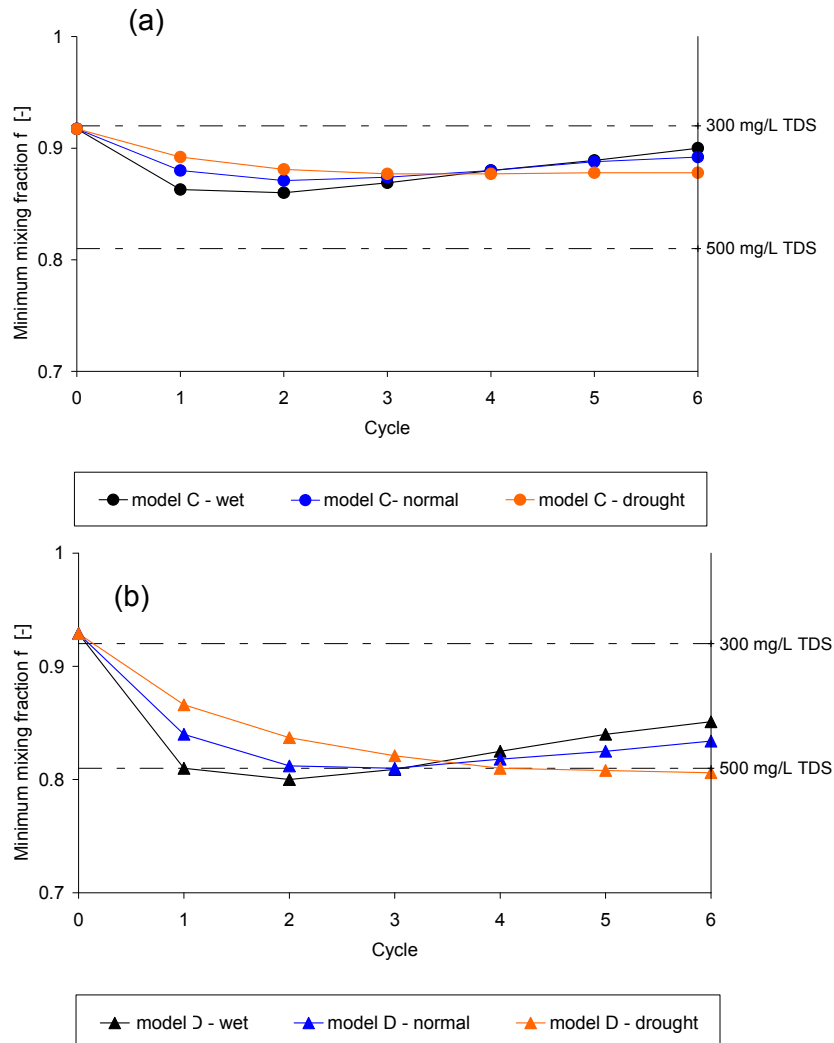 (a)
1
0.9
0.8
0.7
Minimum mixing fraction f [-]
300 mg/L TDS
500 mg/L TDS
0 1 2 3 4 5 6
Cycle
model C - wet model C- normal model C - drought
(b)
1
0.9
0.8
0.7
Minimum mixing fraction f [-]
300 mg/L TDS
500 mg/L TDS
0 1 2 3 4 5 6
Cycle
model D - wet model D - normal model D - drought